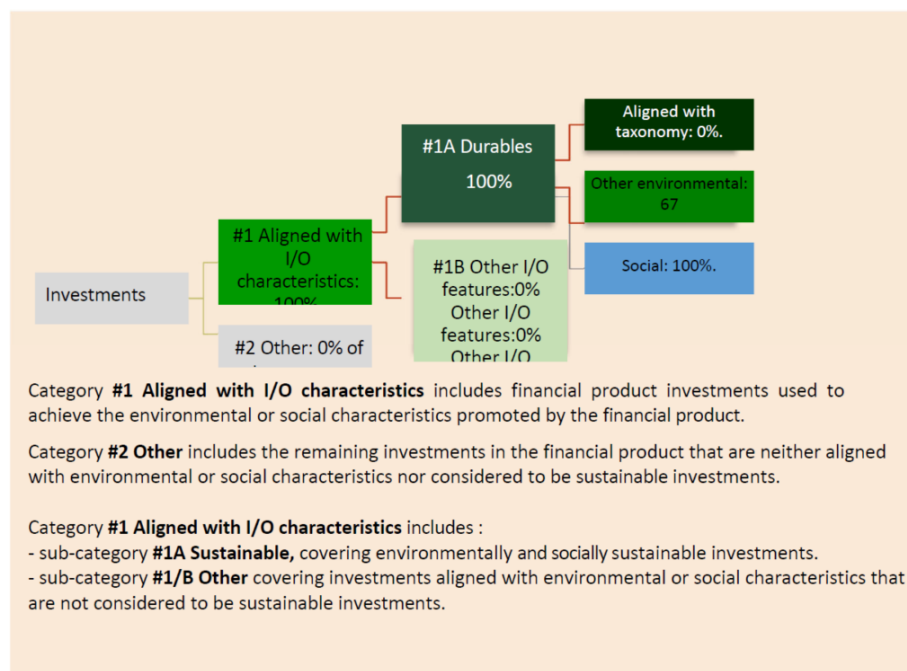 Aligned with
taxonomy: 0%.
#1A Durables
100%
Other environmental:
67
#1 Aligned with
I/O
characteristics:
100%
Social: 100%.
#1B Other I/O
features:0%
Other I/O
features:0%
Other I/O
Investments
#2 Other: 0% of
Category #1 Aligned with I/O characteristics includes financial product investments used to
achieve the environmental or social characteristics promoted by the financial product.
Category #2 Other includes the remaining investments in the financial product that are neither aligned
with environmental or social characteristics nor considered to be sustainable investments.
Category #1 Aligned with I/O characteristics includes :
- sub-category #1A Sustainable, covering environmentally and socially sustainable investments.
- sub-category #1/B Other covering investments aligned with environmental or social characteristics that
are not considered to be sustainable investments.